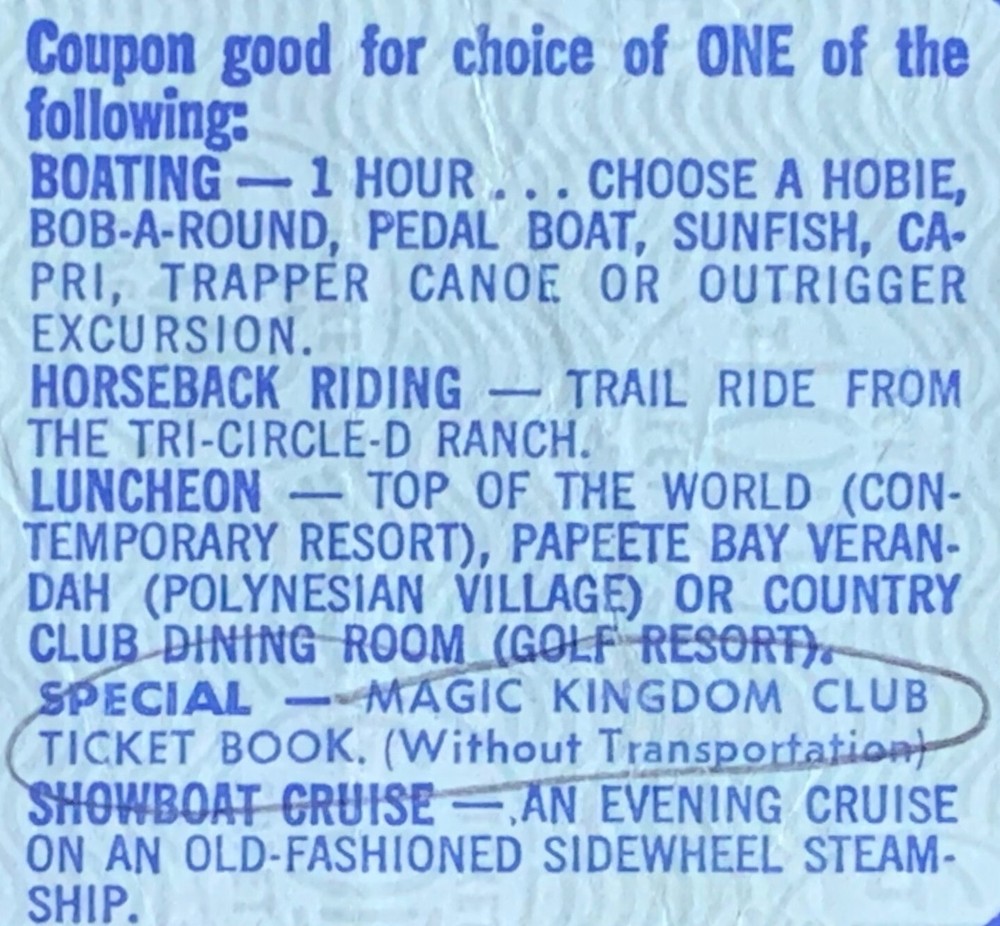 Coupon good for choice of ONE of the
following:
BOATING — 1 HOUR . . . CHOOSE A HOBIE,
BOB-A-ROUND, PEDAL BOAT, SUNFISH, CA-
PRI, TRAPPER CANOE OR OUTRIGGER
EXCURSION.
HORSEBACK RIDING — TRAIL RIDE FROM
THE TRI-CIRCLE-D RANCH.
LUNCHEON — TOP OF THE WORLD (CON-
TEMPORARY RESORT), PAPEETE BAY VERAN-
DAH (POLYNESIAN VILLAGE) OR COUNTRY
CLUB DINING ROOM (GOLF RESORT).
SPECIAL — MAGIC KINGDOM CLUB
TICKET BOOK. (Without Transportation)
SHOWBOAT CRUISE — AN EVENING CRUISE
ON AN OLD-FASHIONED SIDEWHEEL STEAM-
SHIP.